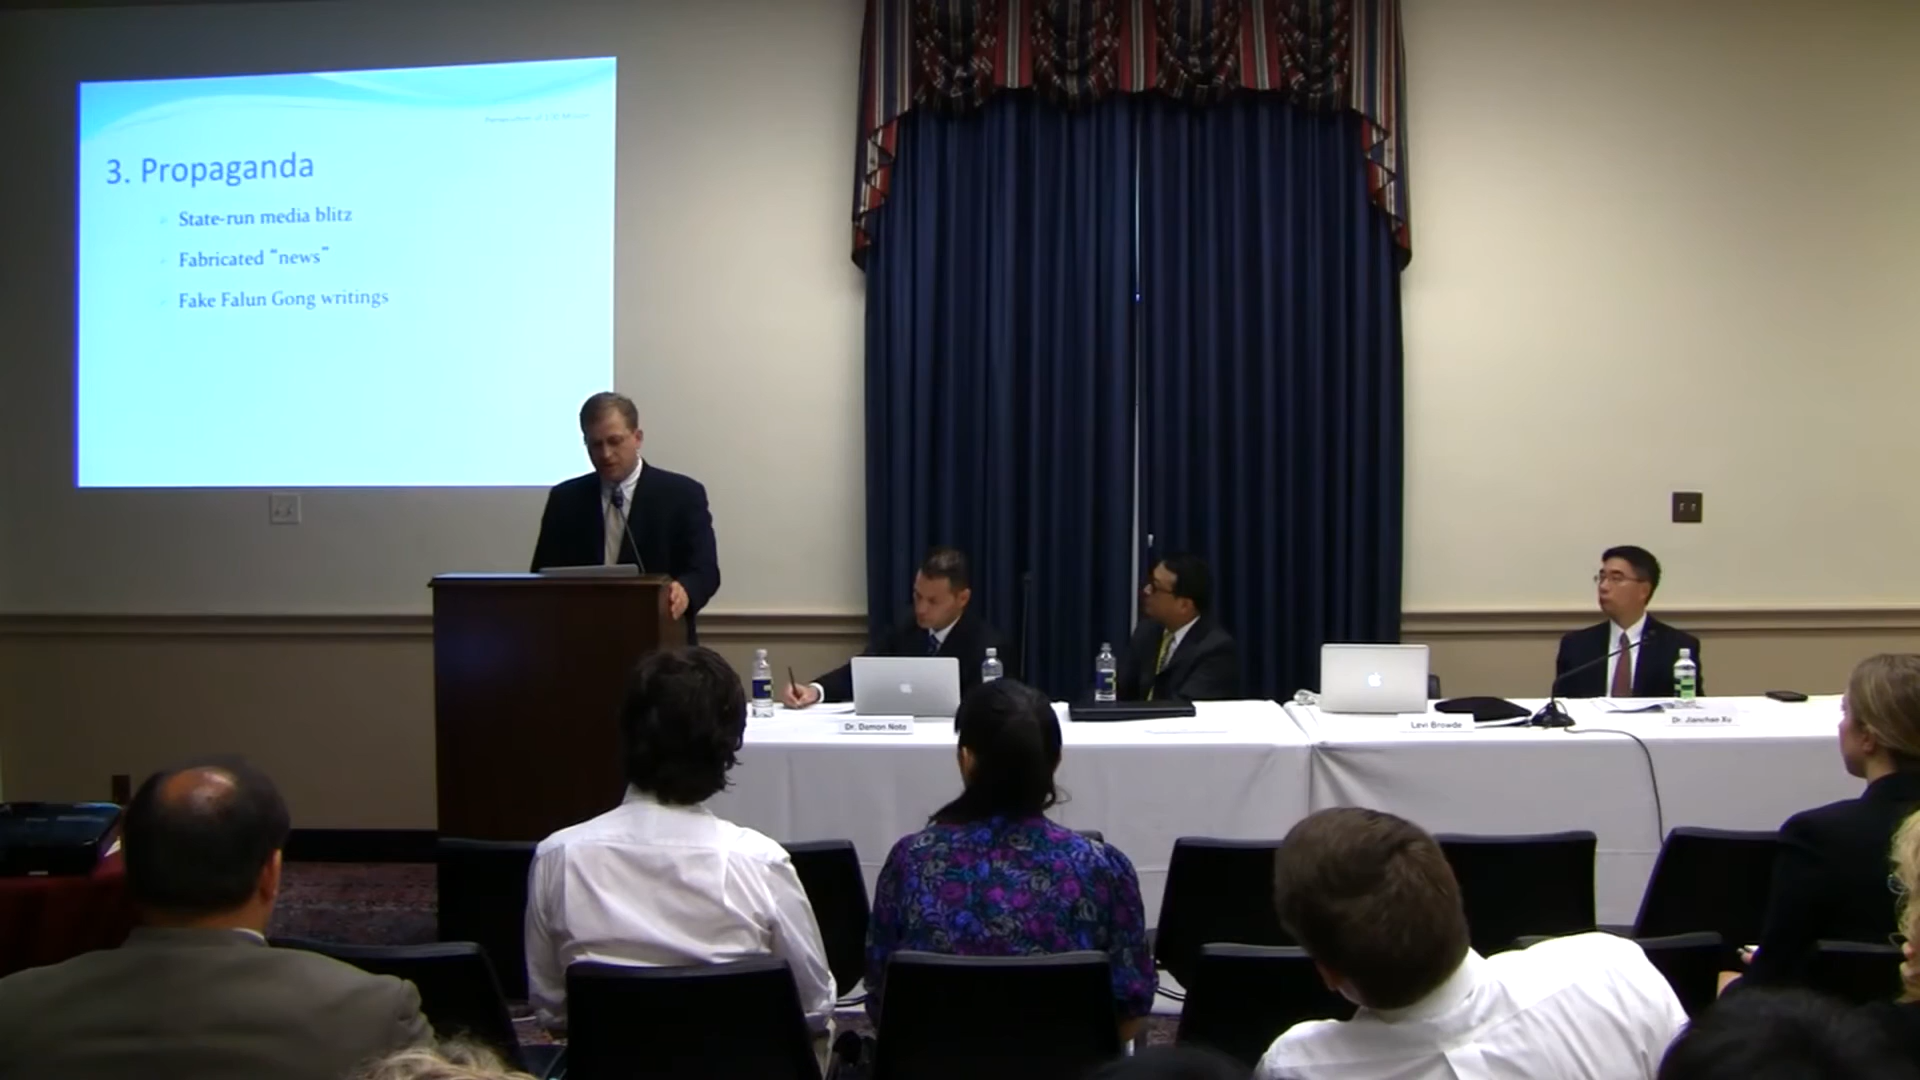 3. Propaganda
State-run media blitz
Fabricated “news”
Fake Falun Gong writings
Dr. Damon Noto
Levi Browde
Dr. Jianchao Xu